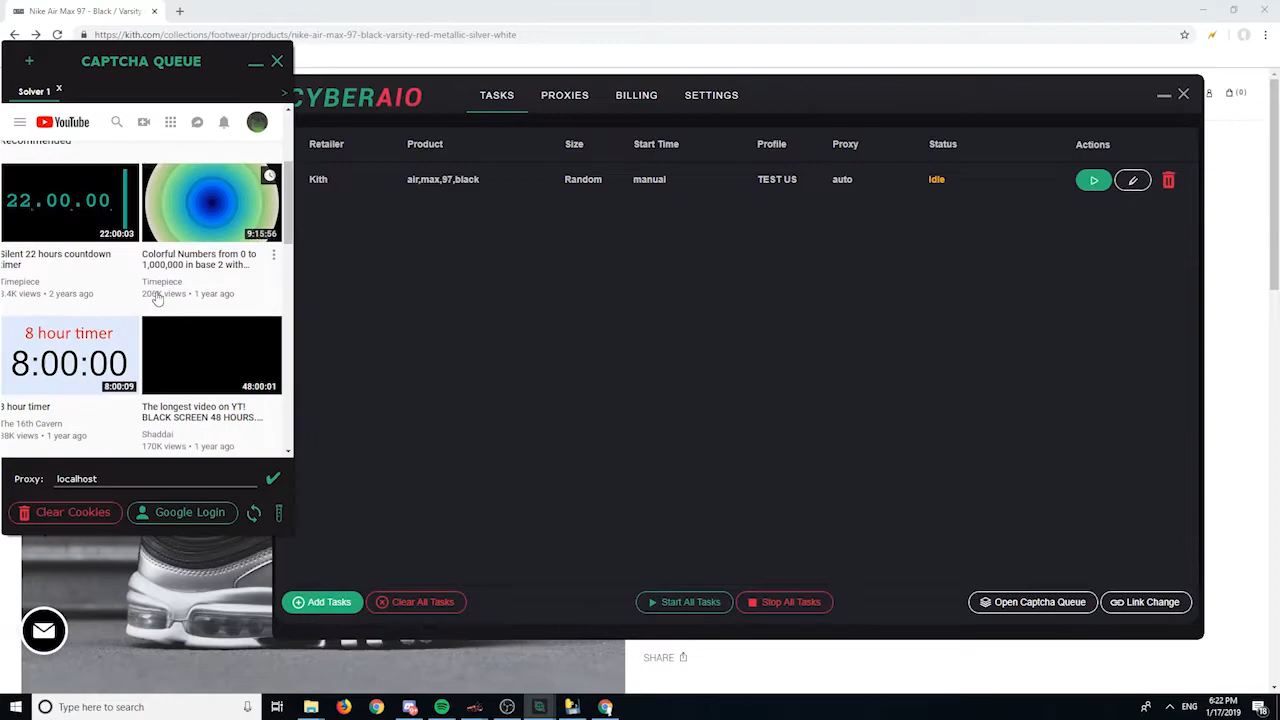 Nike Air Max 97 - Black / Varsity
https://kith.com/collections/footwear/products/nike-air-max-97-black-varsity-red-metallic-silver-white
CAPTCHA QUEUE
Solver 1
YouTube
Recommended
22.00.00
22:00:03
9:15:56
Silent 22 hours countdown
timer
Timepiece
3.4K views • 2 years ago
Colorful Numbers from 0 to
1,000,000 in base 2 with...
Timepiece
206K views • 1 year ago
8 hour timer
8:00:00
8:00:09
48:00:01
8 hour timer
The 16th Cavern
38K views • 1 year ago
The longest video on YT!
BLACK SCREEN 48 HOURS....
Shaddai
170K views • 1 year ago
Proxy: localhost
Clear Cookies
Google Login
CYBERAIO
TASKS PROXIES BILLING SETTINGS
(0)
Retailer Product Size Start Time Profile Proxy Status Actions
Kith air,max,97,black Random manual TEST US auto Idle
Add Tasks
Clear All Tasks
Start All Tasks
Stop All Tasks
Open Captcha Queue
Link Change
SHARE
Type here to search
ENG
6:22 PM
1/17/2019
18